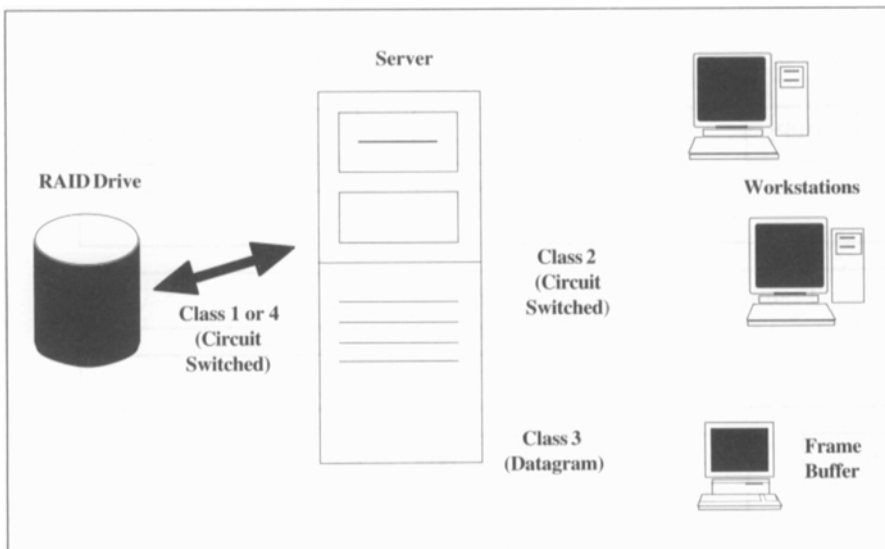 Server
RAID Drive
Workstations
Class 2
(Circuit
Switched)
Class 1 or 4
(Circuit
Switched)
Class 3
(Datagram)
Frame
Buffer